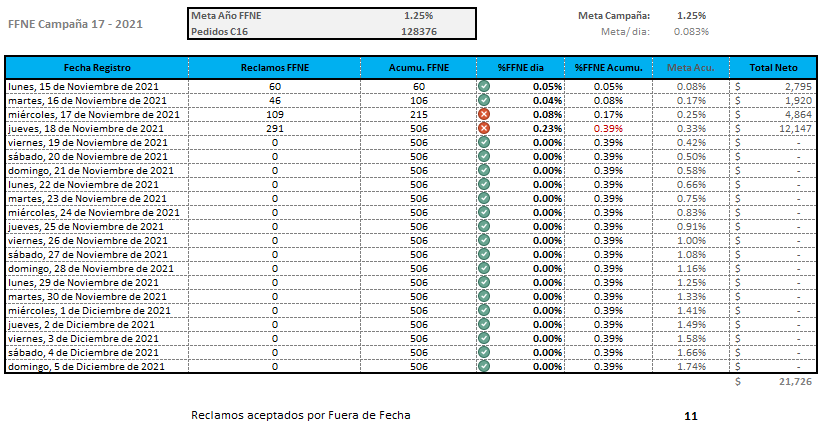 FFNE Campaña 17 - 2021
Meta Año FFNE 1.25%
Pedidos C16 128376
Meta Campaña: 1.25%
Meta/ dia: 0.083%
Fecha Registro Reclamos FFNE Acumu. FFNE %FFNE dia %FFNE Acumu. Meta Acu. Total Neto
lunes, 15 de Noviembre de 2021 60 60 0.05% 0.05% 0.08% $ 2,795
martes, 16 de Noviembre de 2021 46 106 0.04% 0.08% 0.17% $ 1,920
miércoles, 17 de Noviembre de 2021 109 215 0.08% 0.17% 0.25% $ 4,864
jueves, 18 de Noviembre de 2021 291 506 0.23% 0.39% 0.33% $ 12,147
viernes, 19 de Noviembre de 2021 0 506 0.00% 0.39% 0.42% $ -
sábado, 20 de Noviembre de 2021 0 506 0.00% 0.39% 0.50% $ -
domingo, 21 de Noviembre de 2021 0 506 0.00% 0.39% 0.58% $ -
lunes, 22 de Noviembre de 2021 0 506 0.00% 0.39% 0.66% $ -
martes, 23 de Noviembre de 2021 0 506 0.00% 0.39% 0.75% $ -
miércoles, 24 de Noviembre de 2021 0 506 0.00% 0.39% 0.83% $ -
jueves, 25 de Noviembre de 2021 0 506 0.00% 0.39% 0.91% $ -
viernes, 26 de Noviembre de 2021 0 506 0.00% 0.39% 1.00% $ -
sábado, 27 de Noviembre de 2021 0 506 0.00% 0.39% 1.08% $ -
domingo, 28 de Noviembre de 2021 0 506 0.00% 0.39% 1.16% $ -
lunes, 29 de Noviembre de 2021 0 506 0.00% 0.39% 1.25% $ -
martes, 30 de Noviembre de 2021 0 506 0.00% 0.39% 1.33% $ -
miércoles, 1 de Diciembre de 2021 0 506 0.00% 0.39% 1.41% $ -
jueves, 2 de Diciembre de 2021 0 506 0.00% 0.39% 1.49% $ -
viernes, 3 de Diciembre de 2021 0 506 0.00% 0.39% 1.58% $ -
sábado, 4 de Diciembre de 2021 0 506 0.00% 0.39% 1.66% $ -
domingo, 5 de Diciembre de 2021 0 506 0.00% 0.39% 1.74% $ -
$ 21,726
Reclamos aceptados por Fuera de Fecha 11